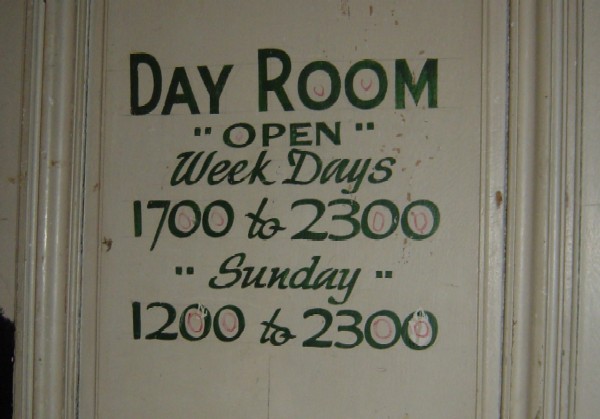 DAY ROOM
" OPEN "
Week Days
1700 to 2300
" Sunday "
1200 to 2300